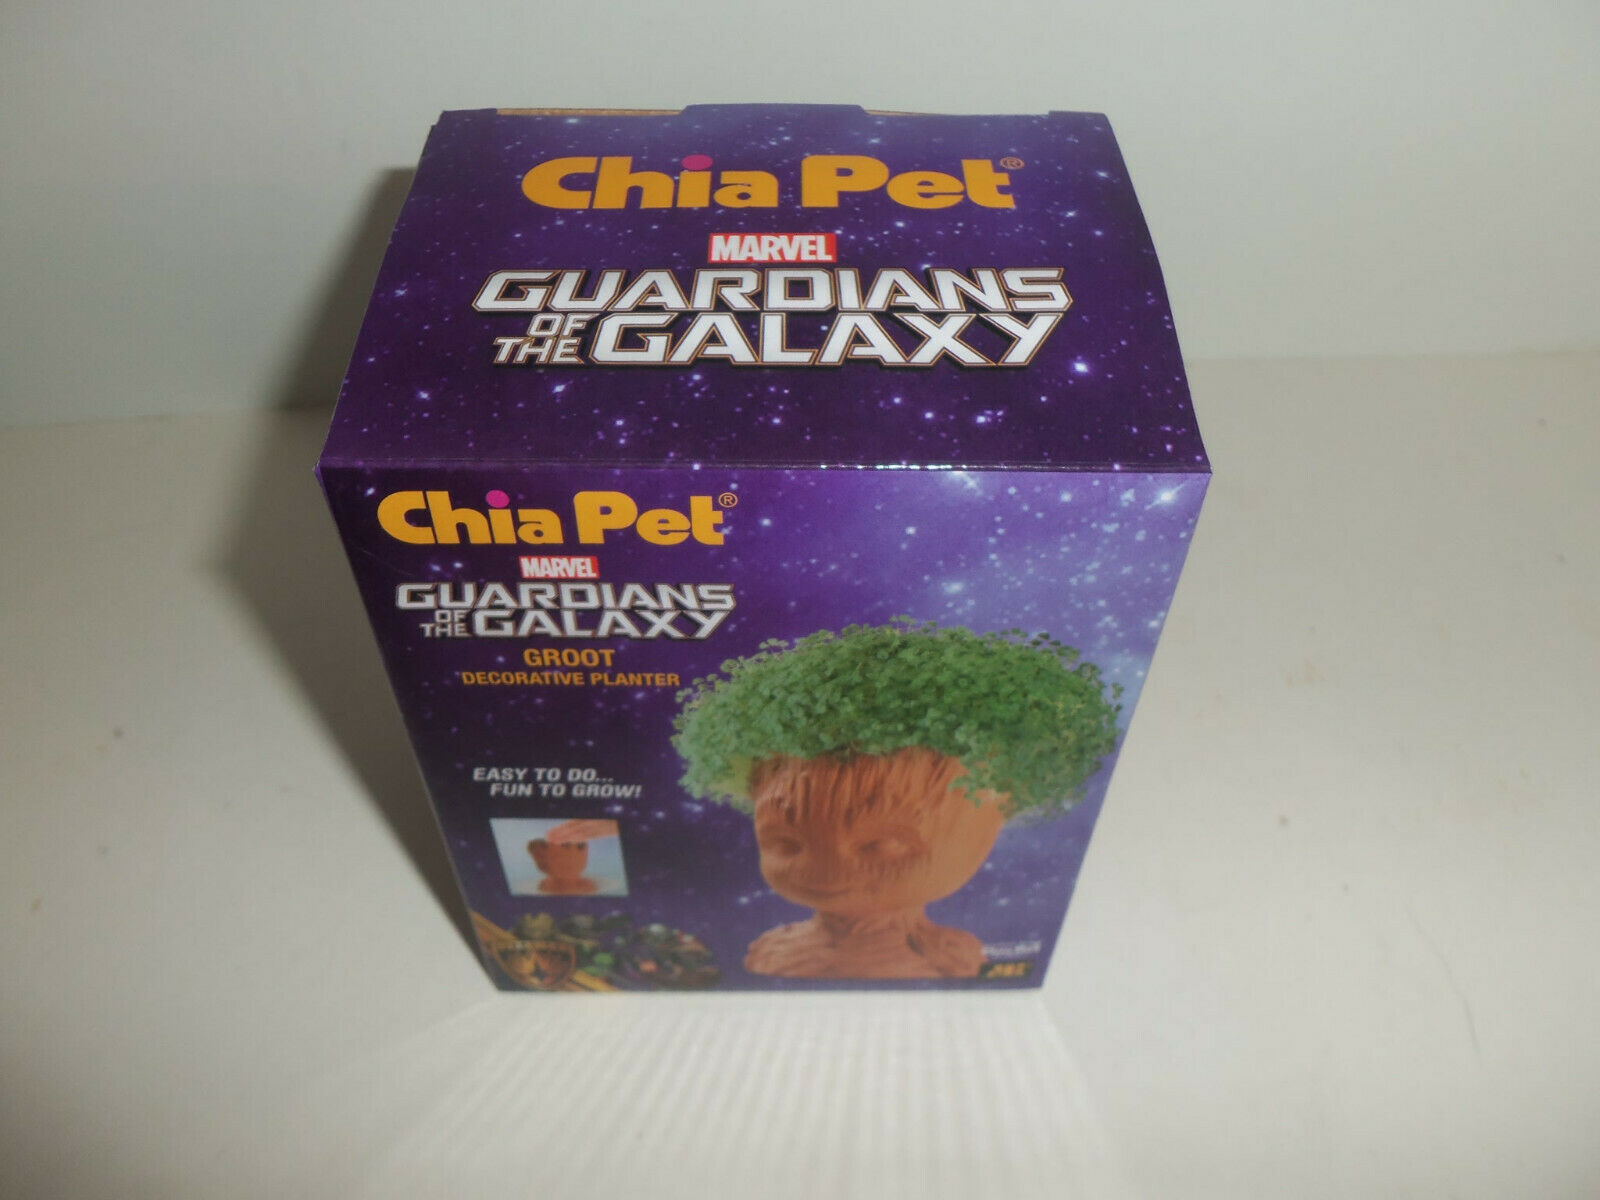 Chia Pet®
MARVEL
GUARDIANS
OF THE GALAXY
Chia Pet®
MARVEL
GUARDIANS
OF THE GALAXY
GROOT
DECORATIVE PLANTER
EASY TO DO...
FUN TO GROW!